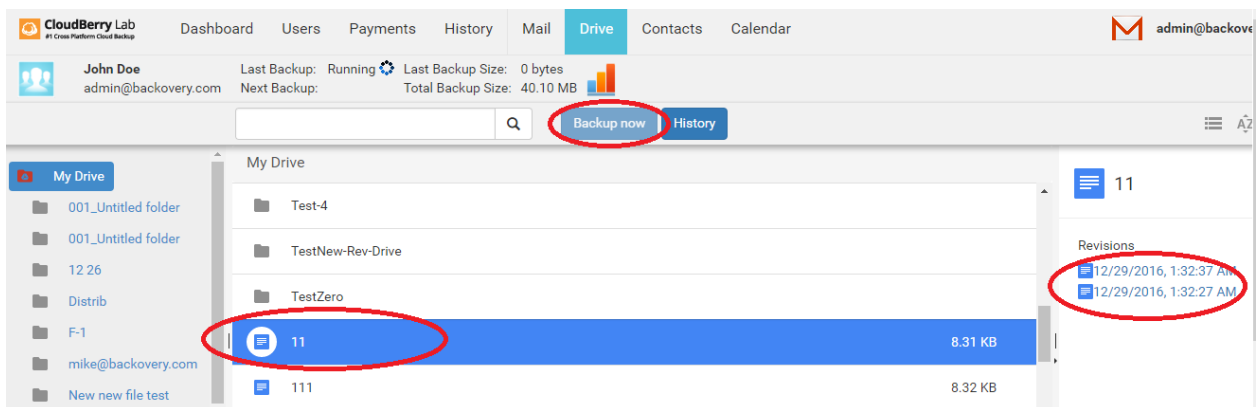 CloudBerry Lab
#1 Cross Platform Cloud Backup
Dashboard Users Payments History Mail Drive Contacts Calendar
admin@backove
John Doe
admin@backovery.com
Last Backup: Running Last Backup Size: 0 bytes
Next Backup: Total Backup Size: 40.10 MB
Backup now History
AZ
My Drive
001_Untitled folder
001_Untitled folder
12 26
Distrib
F-1
mike@backovery.com
New new file test
My Drive
Test-4
TestNew-Rev-Drive
TestZero
11 8.31 KB
111 8.32 KB
11
Revisions
12/29/2016, 1:32:37 AM
12/29/2016, 1:32:27 AM